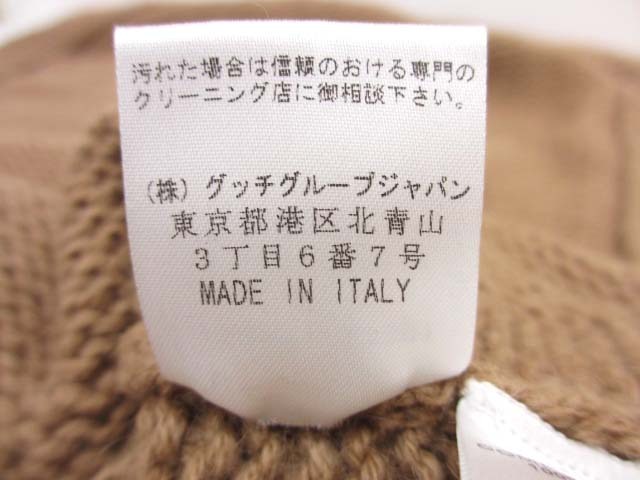 汚れた場合は信頼のおける専門の
クリーニング店に御相談下さい。
(株) グッチグループジャパン
東京都港区北青山
3丁目6番7号
MADE IN ITALY